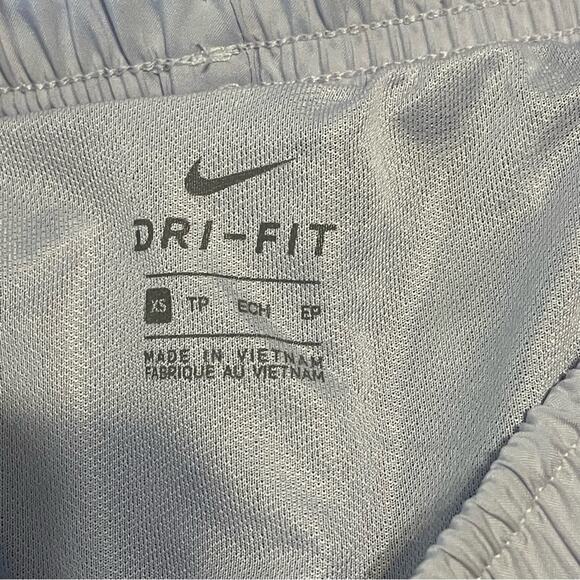 DRI-FIT
XS TP ECH EP
MADE IN VIETNAM
FABRIQUE AU VIETNAM